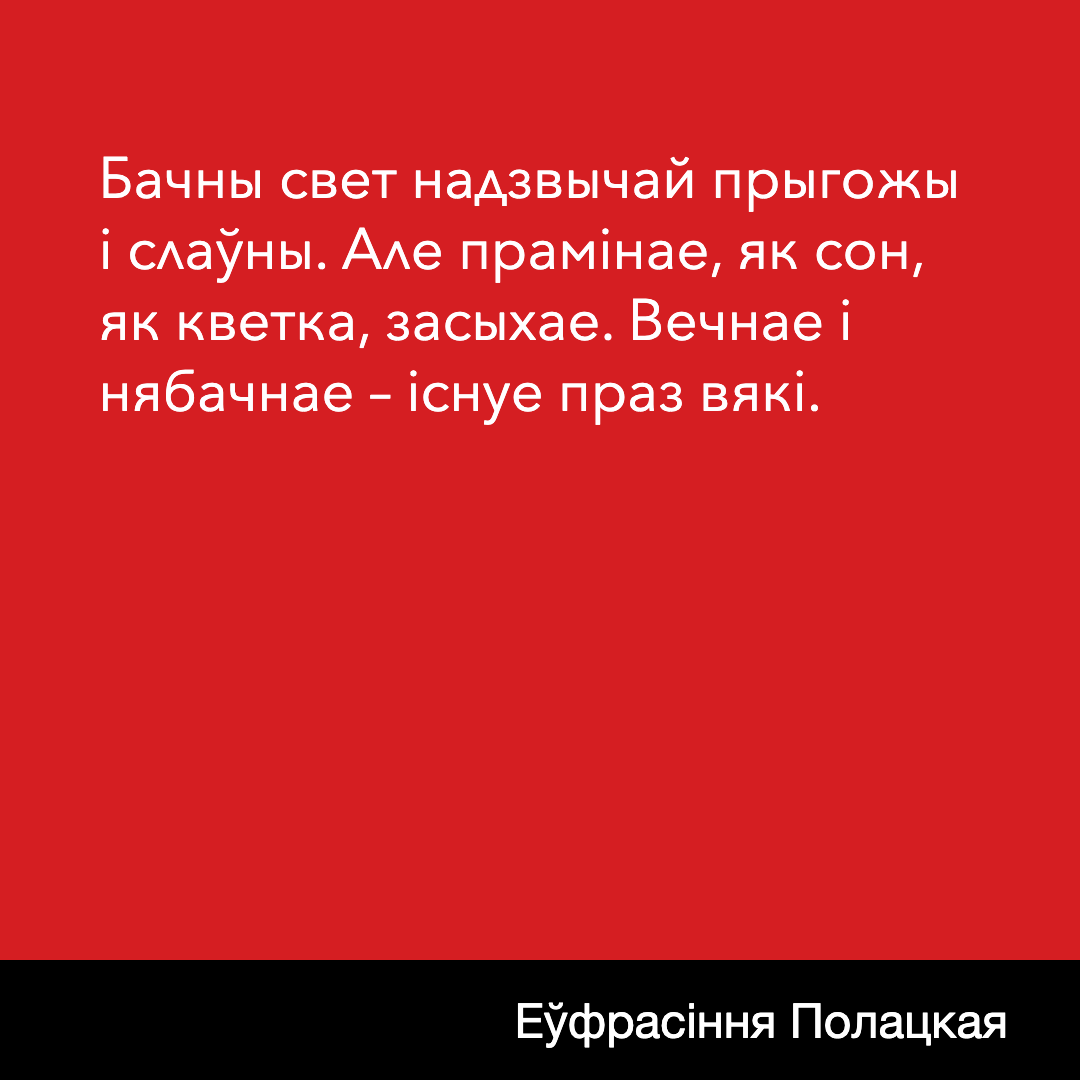 Бачны свет надзвычай прыгожы
і слаўны. Але прамінае, як сон,
як кветка, засыхае. Вечнае і
нябачнае – існуе праз вякі.
Еўфрасіння Полацкая